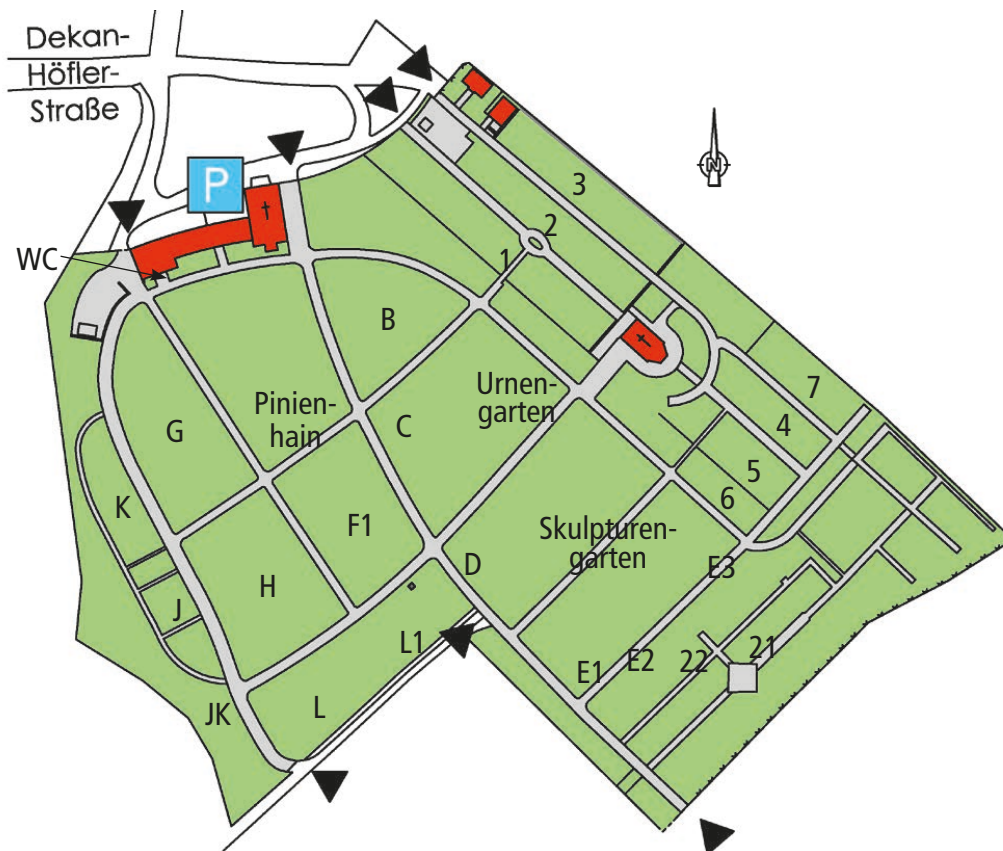 Dekan-
Höfler-
Straße
P
WC
N
3
2
1
B
7
Urnen-
garten
Pinien-
hain
C
4
G
5
K
6
F1
Skulpturen-
garten
D
E3
H
J
L1
21
22
E2
E1
JK
L